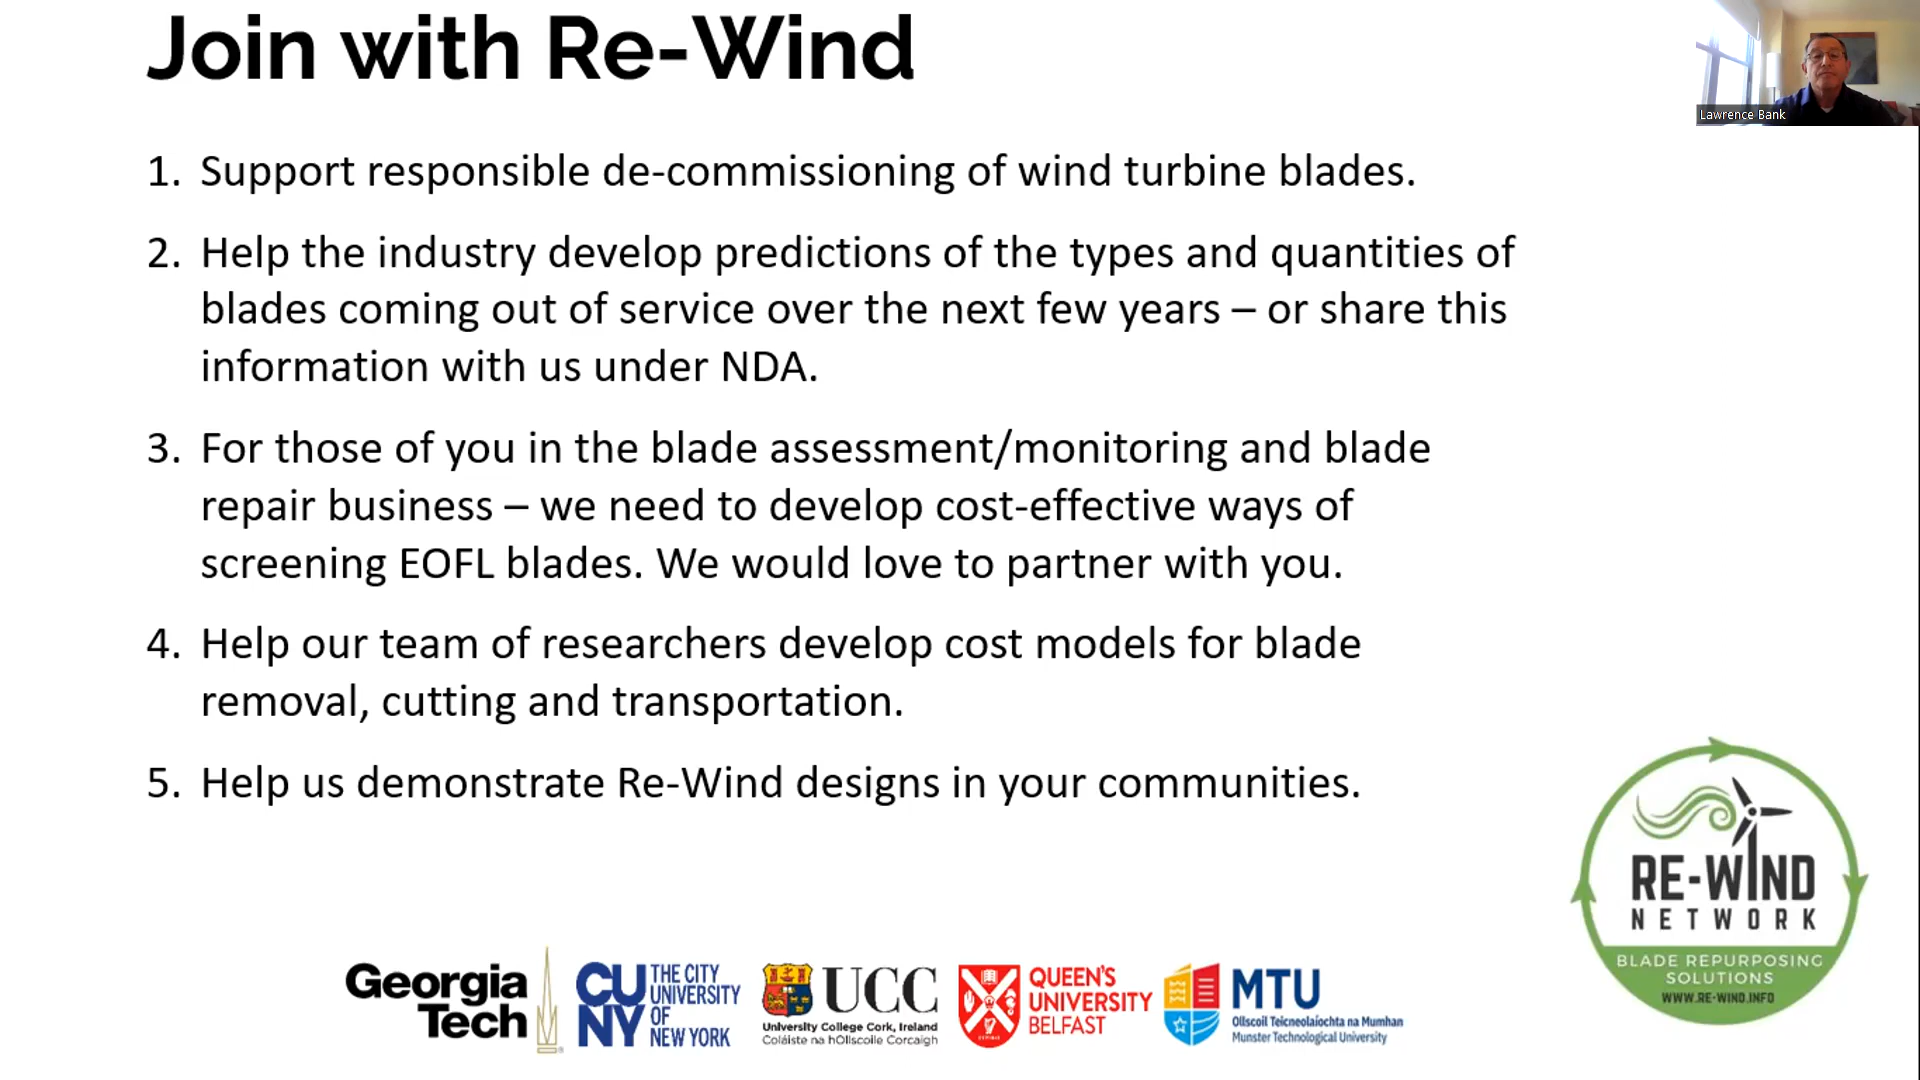 Join with Re-Wind
Lawrence Bank
1. Support responsible de-commissioning of wind turbine blades.
2. Help the industry develop predictions of the types and quantities of
blades coming out of service over the next few years – or share this
information with us under NDA.
3. For those of you in the blade assessment/monitoring and blade
repair business – we need to develop cost-effective ways of
screening EOFL blades. We would love to partner with you.
4. Help our team of researchers develop cost models for blade
removal, cutting and transportation.
5. Help us demonstrate Re-Wind designs in your communities.
RE-WIND
NETWORK
BLADE REPURPOSING
SOLUTIONS
WWW.RE-WIND.INFO
Georgia
Tech
CU
NY
THE CITY
UNIVERSITY
OF
NEW YORK
UCC
University College Cork, Ireland
Coláiste na hOllscoile Corcaigh
QUEEN'S
UNIVERSITY
BELFAST
MTU
Ollscoil Teicneolaíochta na Mumhan
Munster Technological University